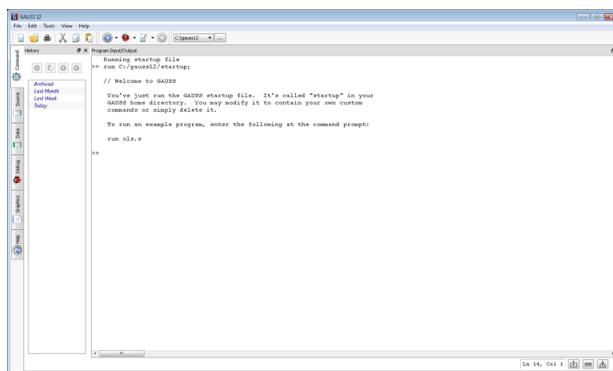 GAUSS 12
File Edit Tools View Help
C:\gauss12
History
Program Input/Output
Command
Source
Data
Debug
Graphics
Help
Archived
Last Month
Last Week
Today
Running startup file
>> run C:/gauss12/startup;
// Welcome to GAUSS
You've just run the GAUSS startup file. It's called "startup" in your
GAUSS home directory. You may modify it to contain your own custom
commands or simply delete it.
To run an example program, enter the following at the command prompt:
run ols.e
>>
Ln 14, Col 1